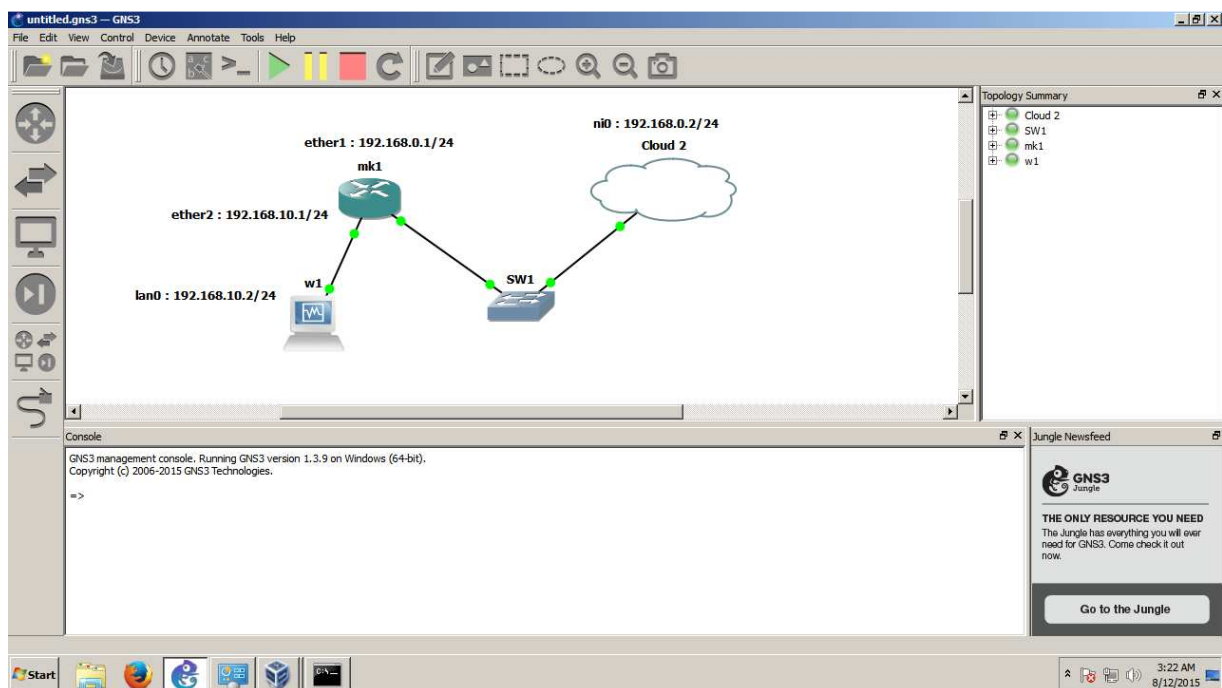 untitled.gns3 — GNS3
File Edit View Control Device Annotate Tools Help
Topology Summary
Cloud 2
SW1
mk1
w1
ni0 : 192.168.0.2/24
Cloud 2
ether1 : 192.168.0.1/24
mk1
ether2 : 192.168.10.1/24
w1
SW1
lan0 : 192.168.10.2/24
Console
GNS3 management console. Running GNS3 version 1.3.9 on Windows (64-bit).
Copyright (c) 2006-2015 GNS3 Technologies.
=>
Jungle Newsfeed
GNS3
Jungle
THE ONLY RESOURCE YOU NEED
The Jungle has everything you will ever
need for GNS3. Come check it out
now.
Go to the Jungle
Start
3:22 AM
8/12/2015